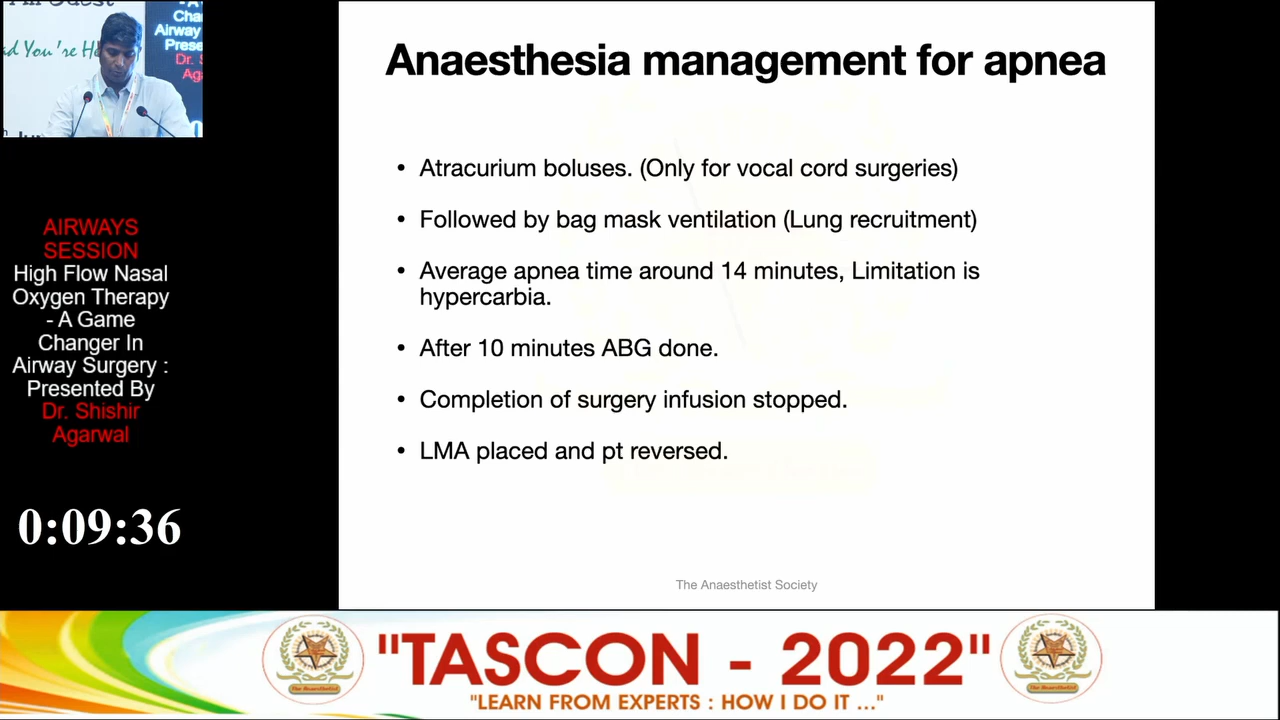 Anaesthesia management for apnea
• Atracurium boluses. (Only for vocal cord surgeries)
• Followed by bag mask ventilation (Lung recruitment)
• Average apnea time around 14 minutes, Limitation is
hypercarbia.
• After 10 minutes ABG done.
• Completion of surgery infusion stopped.
• LMA placed and pt reversed.
The Anaesthetist Society
AIRWAYS
SESSION
High Flow Nasal
Oxygen Therapy
- A Game
Changer In
Airway Surgery :
Presented By
Dr. Shishir
Agarwal
0:09:36
"TASCON - 2022"
"LEARN FROM EXPERTS : HOW I DO IT ..."